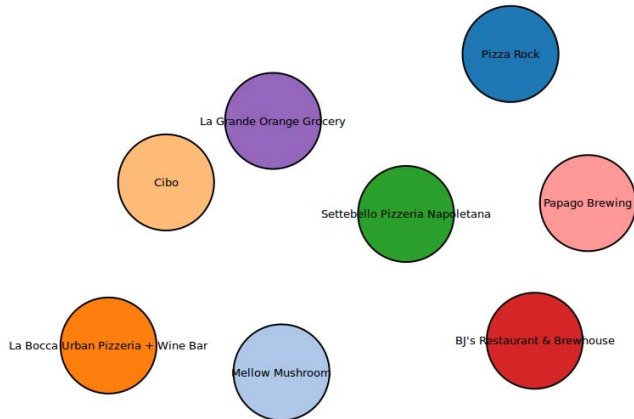 Pizza Rock
La Grande Orange Grocery
Cibo
Papago Brewing
Settebello Pizzeria Napoletana
BJ's Restaurant & Brewhouse
La Bocca Urban Pizzeria + Wine Bar
Mellow Mushroom